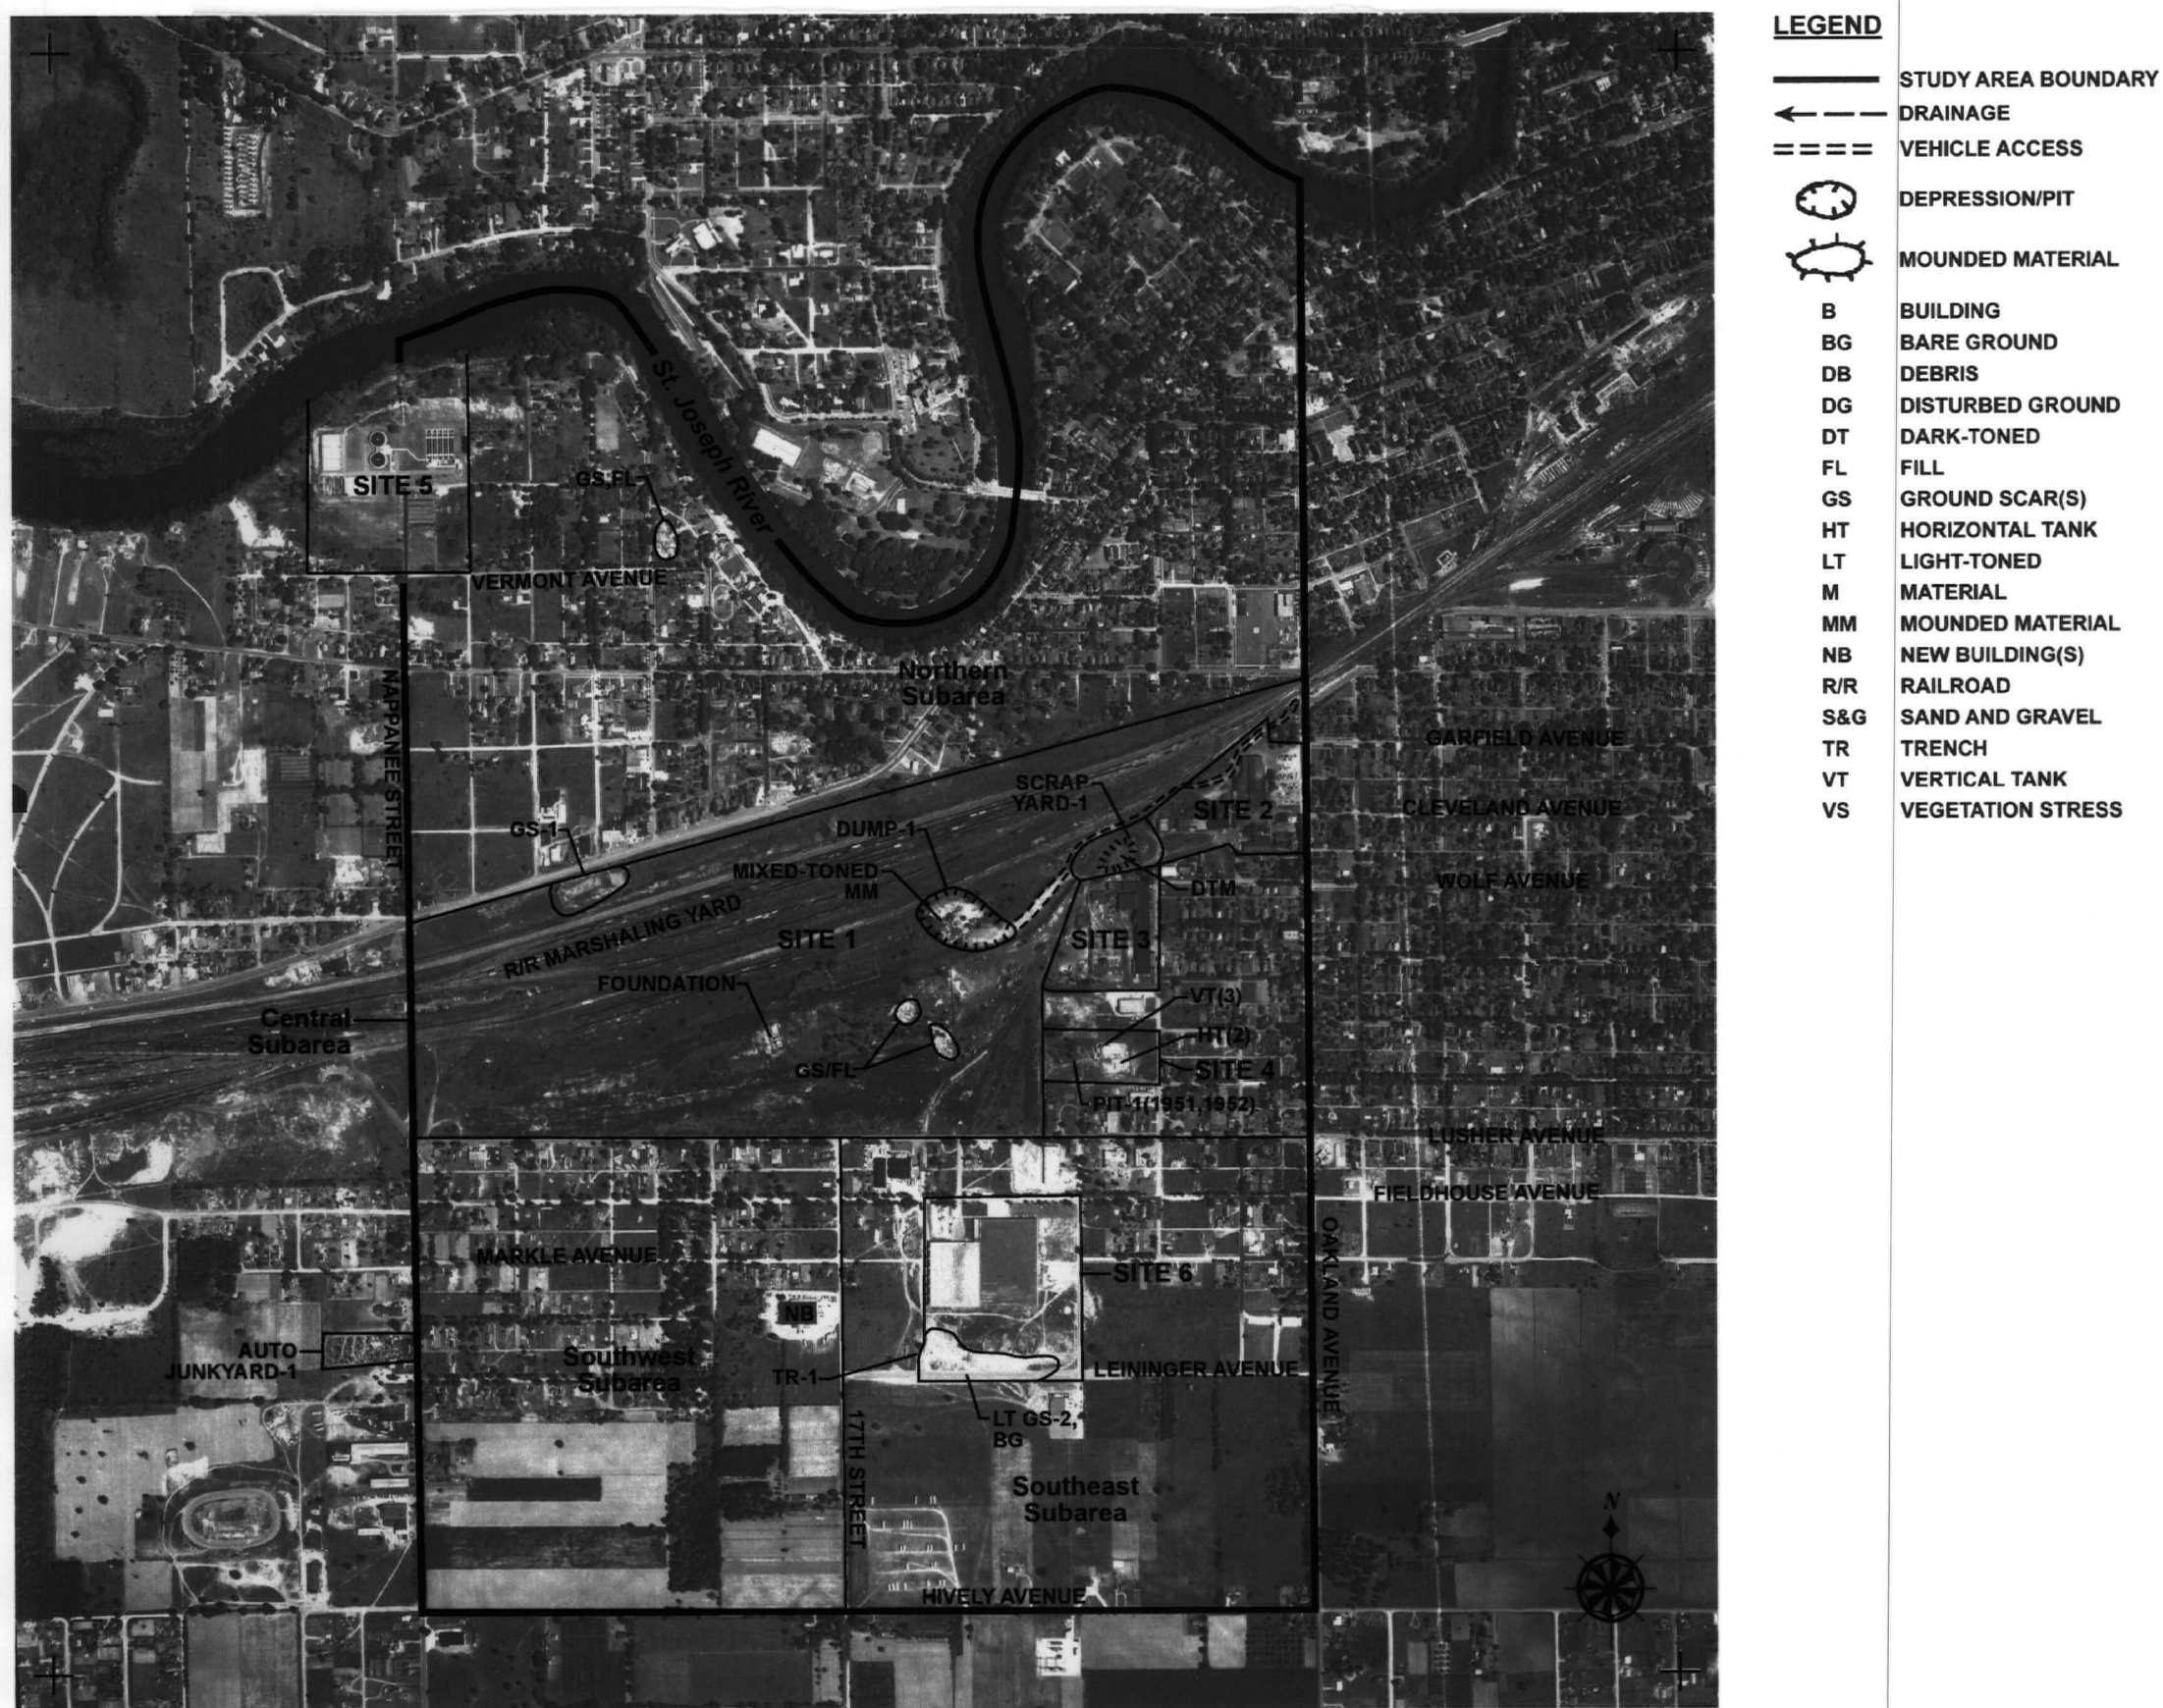 LEGEND
STUDY AREA BOUNDARY
DRAINAGE
VEHICLE ACCESS
DEPRESSION/PIT
MOUNDED MATERIAL
B BUILDING
BG BARE GROUND
DB DEBRIS
DG DISTURBED GROUND
DT DARK-TONED
FL FILL
GS GROUND SCAR(S)
HT HORIZONTAL TANK
LT LIGHT-TONED
M MATERIAL
MM MOUNDED MATERIAL
NB NEW BUILDING(S)
R/R RAILROAD
S&G SAND AND GRAVEL
TR TRENCH
VT VERTICAL TANK
VS VEGETATION STRESS
St. Joseph River
SITE 5
GS,FL
VERMONT AVENUE
NAPPANEE STREET
Northern
Subarea
GARFIELD AVENUE
SCRAP
YARD-1
SITE 2
CLEVELAND AVENUE
GS-1
DUMP-1
MIXED-TONED
MM
DTM
WOLF AVENUE
R/R MARSHALING YARD
SITE 1
SITE 3
FOUNDATION
VT(3)
Central
Subarea
HT(2)
GS/FL
SITE 4
PIT-1(1951,1952)
LUSHER AVENUE
FIELDHOUSE AVENUE
MARKLE AVENUE
SITE 6
OAKLAND AVENUE
NB
AUTO
JUNKYARD-1
Southwest
Subarea
TR-1
LEININGER AVENUE
LT GS-2,
BG
17TH STREET
Southeast
Subarea
N
HIVELY AVENUE